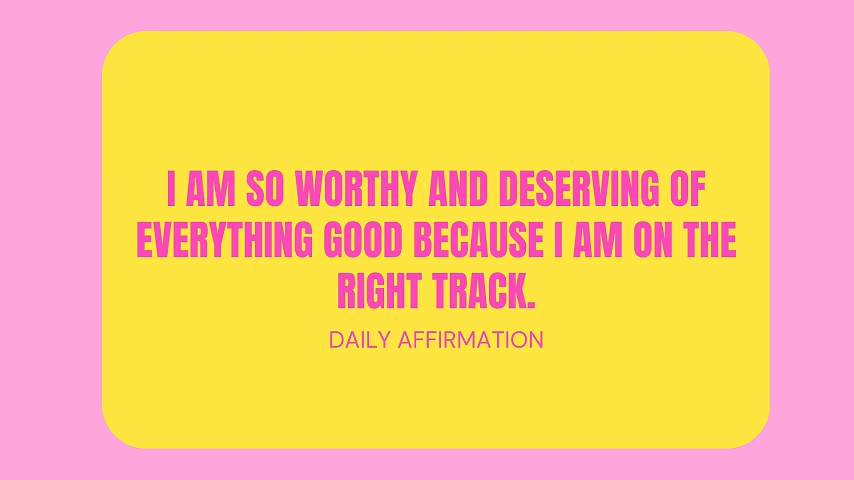 I AM SO WORTHY AND DESERVING OF
EVERYTHING GOOD BECAUSE I AM ON THE
RIGHT TRACK.
DAILY AFFIRMATION